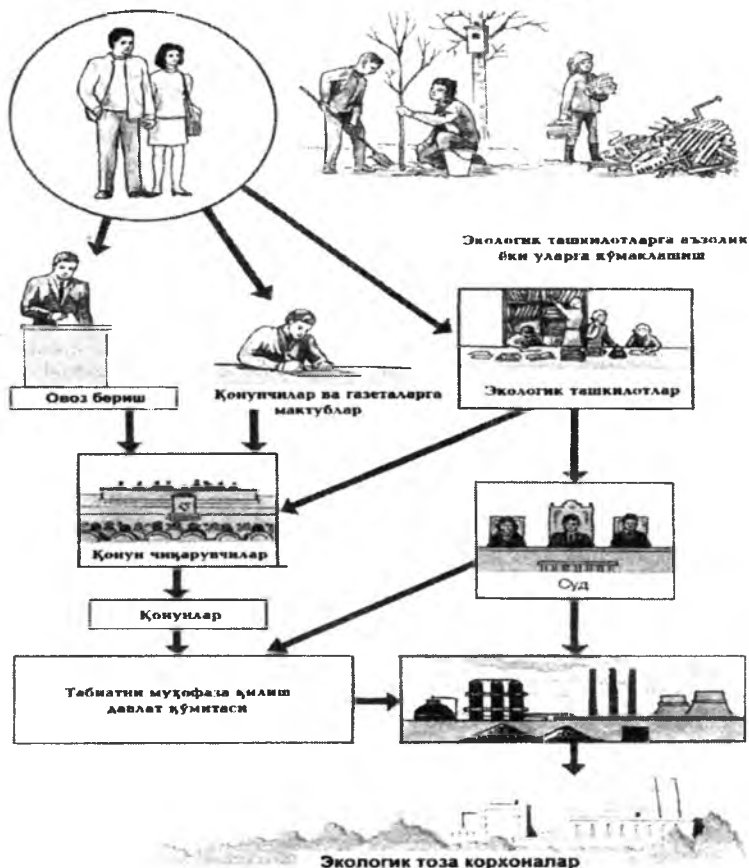 Экологик ташкилотларга аъзолик
ёки уларга кўмаклашиш
Овоз бериш
Қонунчилар ва газеталарга
мактублар
Экологик ташкилотлар
Қонун чиқарувчилар
Суд
Қонунлар
Табиатни муҳофаза қилиш
давлат қўмитаси
Экологик тоза корхоналар